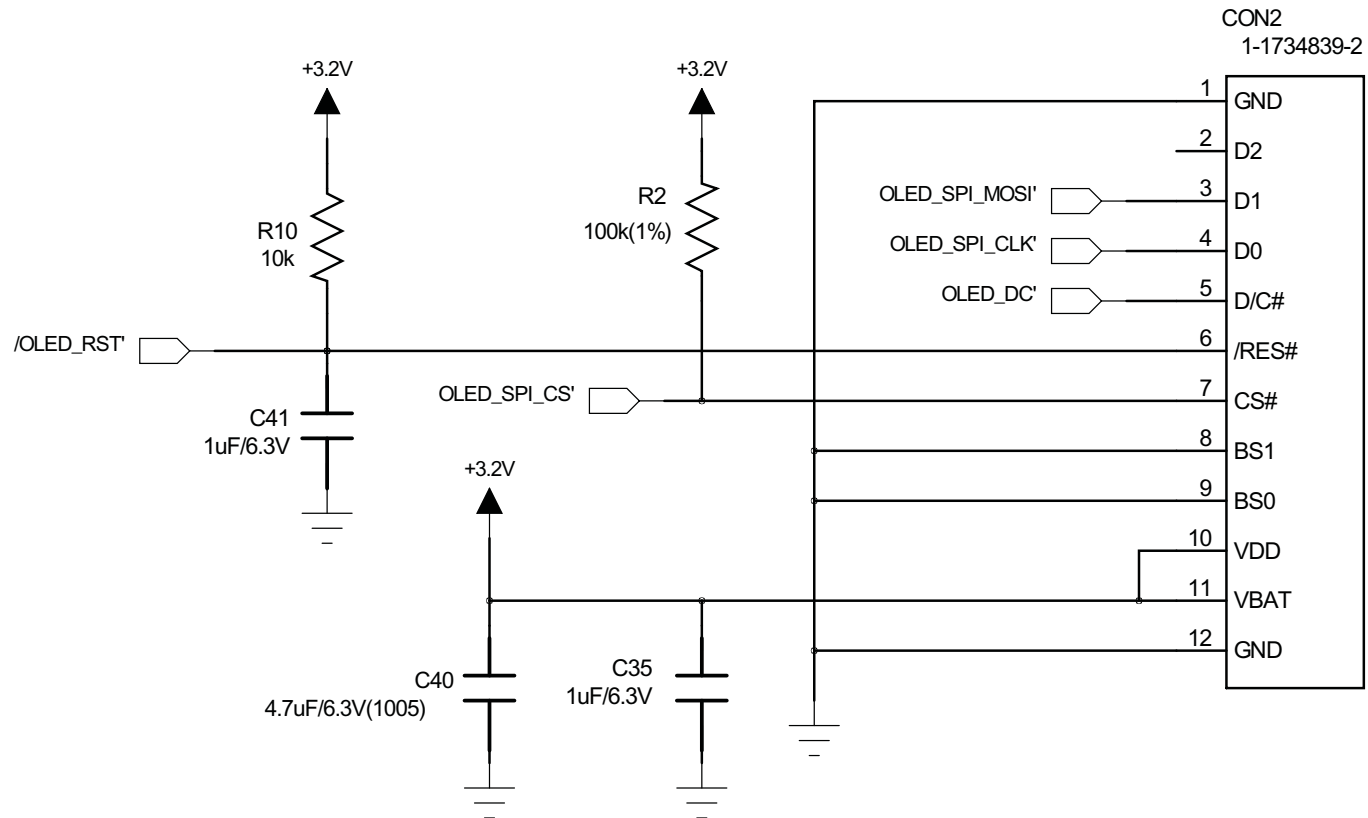 CON2
1-1734839-2
+3.2V
+3.2V
1 GND
2 D2
R2
100k(1%)
OLED_SPI_MOSI' 3 D1
R10
10k
OLED_SPI_CLK' 4 D0
OLED_DC' 5 D/C#
/OLED_RST' 6 /RES#
OLED_SPI_CS' 7 CS#
C41
1uF/6.3V
8 BS1
+3.2V
9 BS0
10 VDD
11 VBAT
12 GND
C40
4.7uF/6.3V(1005)
C35
1uF/6.3V